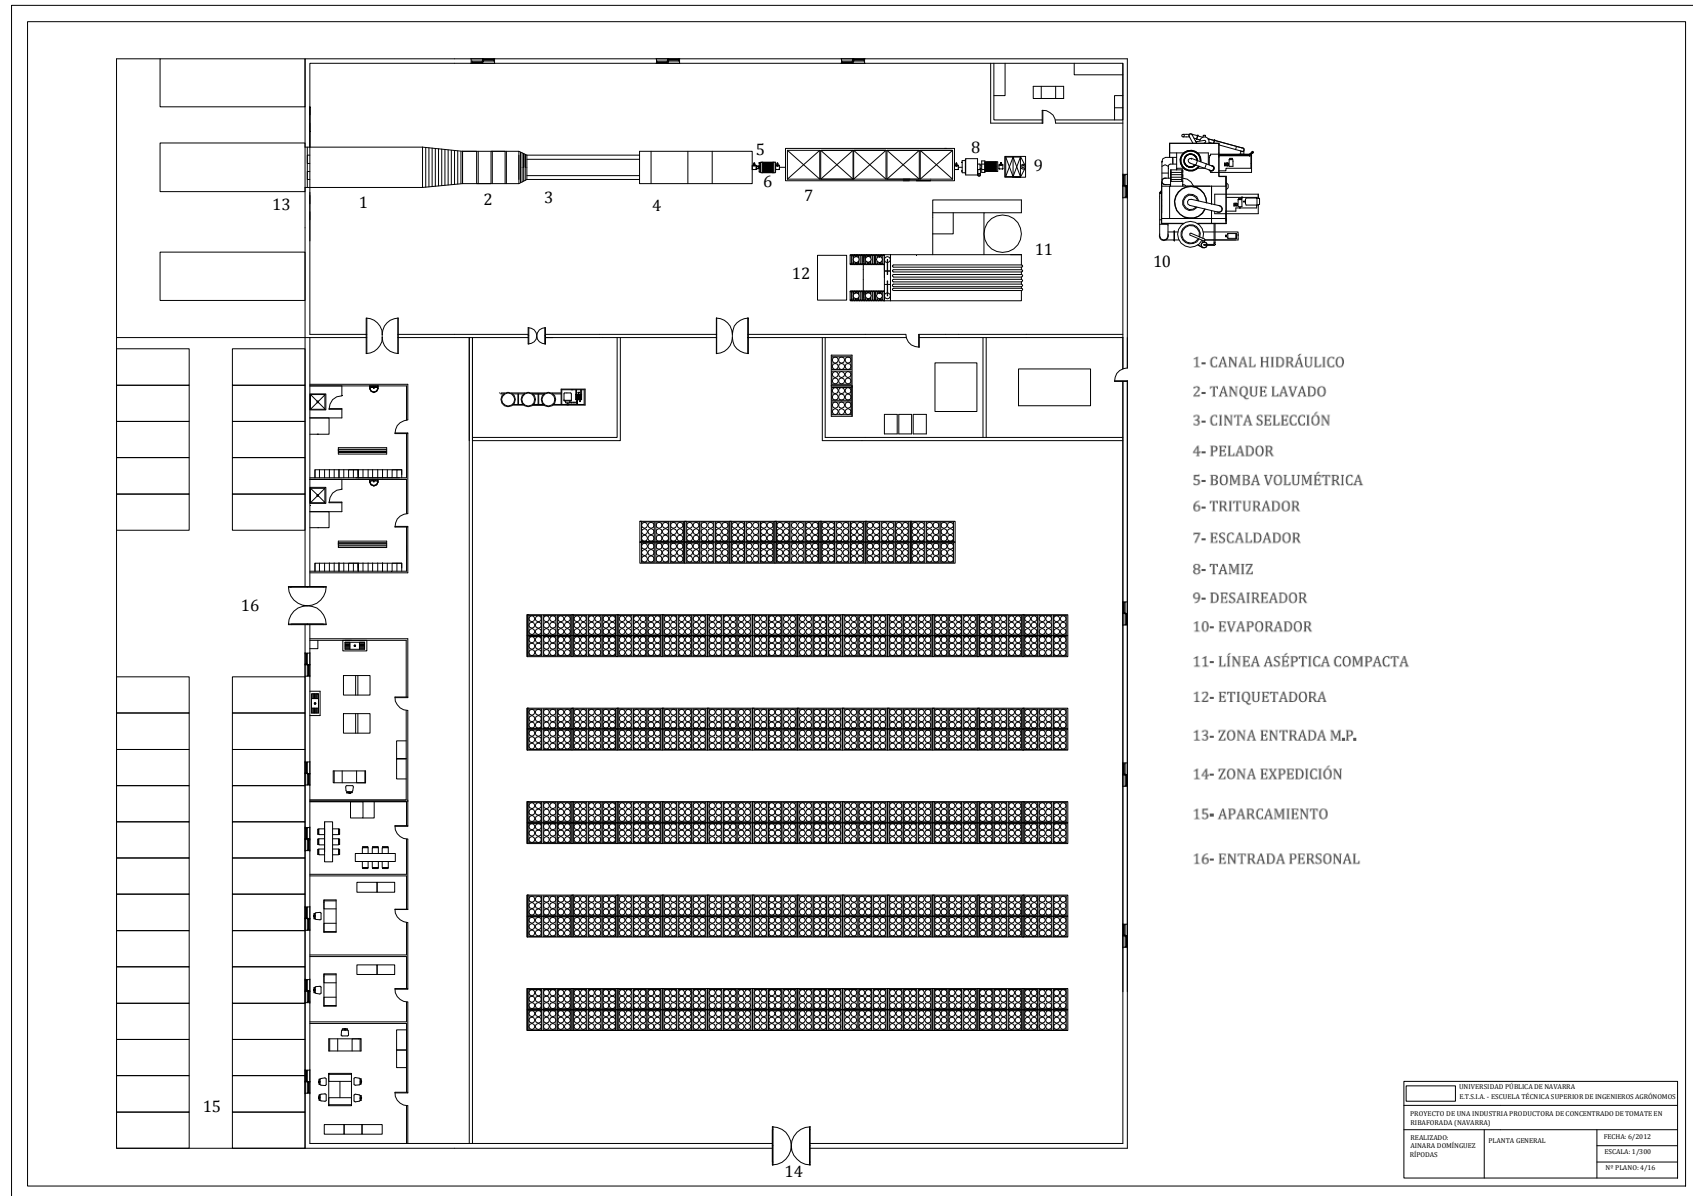 5
8
9
6
13
1
2
3
4
7
11
12
10
1- CANAL HIDRÁULICO
2- TANQUE LAVADO
3- CINTA SELECCIÓN
4- PELADOR
5- BOMBA VOLUMÉTRICA
6- TRITURADOR
7- ESCALDADOR
8- TAMIZ
9- DESAIREADOR
10- EVAPORADOR
11- LÍNEA ASÉPTICA COMPACTA
12- ETIQUETADORA
13- ZONA ENTRADA M.P.
14- ZONA EXPEDICIÓN
15- APARCAMIENTO
16- ENTRADA PERSONAL
16
15
14
UNIVERSIDAD PÚBLICA DE NAVARRA
E.T.S.I.A. - ESCUELA TÉCNICA SUPERIOR DE INGENIEROS AGRÓNOMOS
PROYECTO DE UNA INDUSTRIA PRODUCTORA DE CONCENTRADO DE TOMATE EN
RIBAFORADA (NAVARRA)
REALIZADO:
AINARA DOMÍNGUEZ
RÍPODAS
PLANTA GENERAL
FECHA: 6/2012
ESCALA: 1/300
Nº PLANO: 4/16